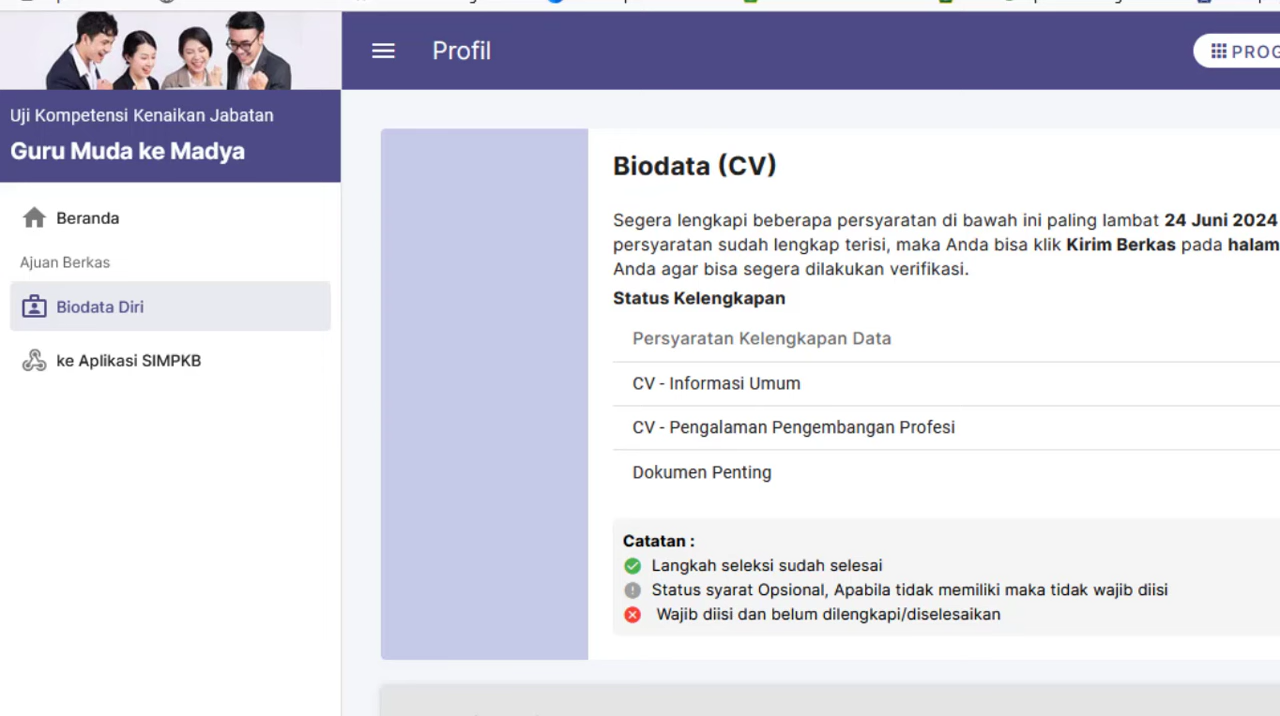 Profil
PROG
Uji Kompetensi Kenaikan Jabatan
Guru Muda ke Madya
Beranda
Ajuan Berkas
Biodata Diri
ke Aplikasi SIMPKB
Biodata (CV)
Segera lengkapi beberapa persyaratan di bawah ini paling lambat 24 Juni 2024
persyaratan sudah lengkap terisi, maka Anda bisa klik Kirim Berkas pada halam
Anda agar bisa segera dilakukan verifikasi.
Status Kelengkapan
Persyaratan Kelengkapan Data
CV - Informasi Umum
CV - Pengalaman Pengembangan Profesi
Dokumen Penting
Catatan :
Langkah seleksi sudah selesai
Status syarat Opsional, Apabila tidak memiliki maka tidak wajib diisi
Wajib diisi dan belum dilengkapi/diselesaikan